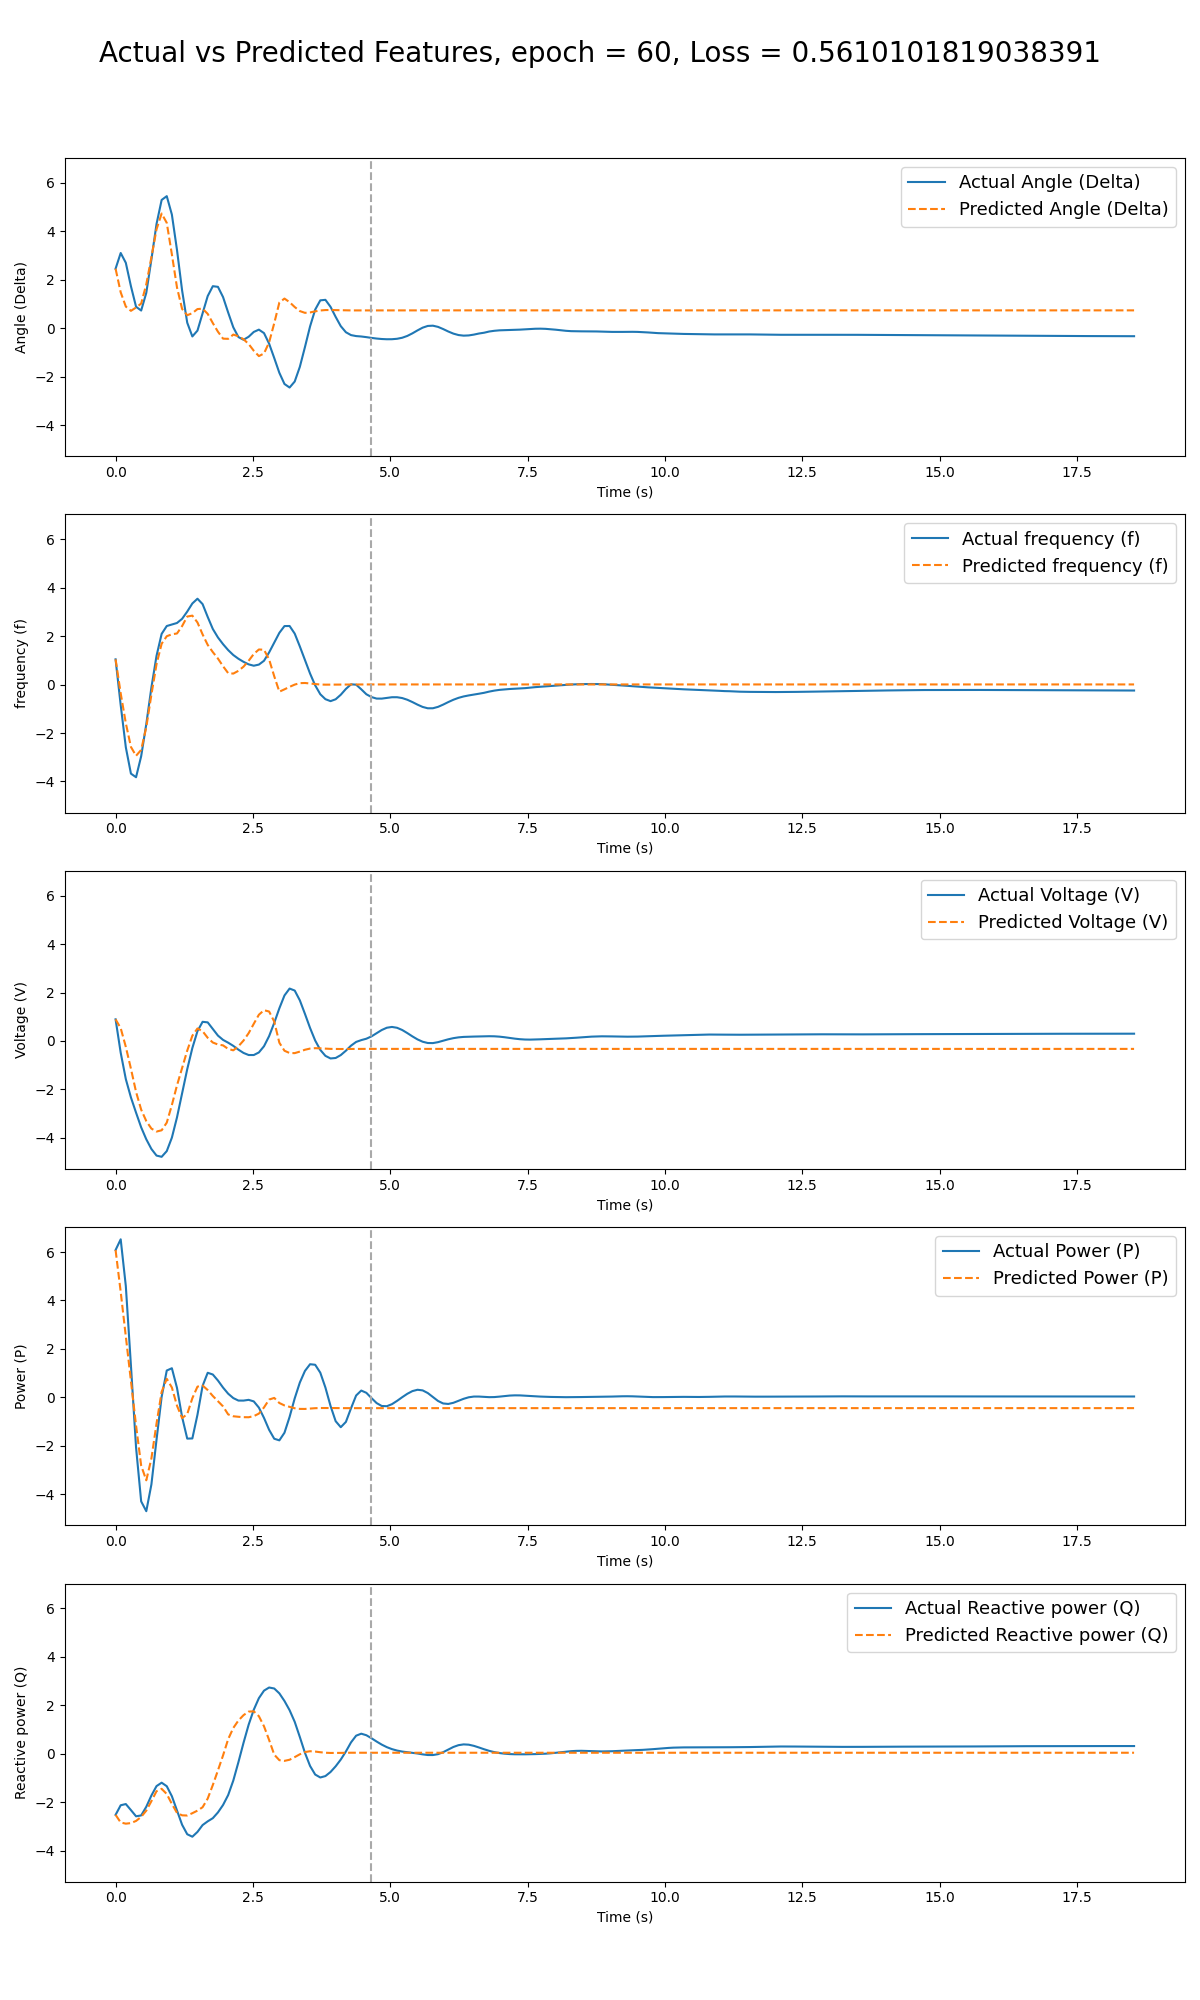 Actual vs Predicted Features, epoch = 60, Loss = 0.5610101819038391
Actual Angle (Delta)
Predicted Angle (Delta)
Angle (Delta)
6
4
2
0
−2
−4
0.0 2.5 5.0 7.5 10.0 12.5 15.0 17.5
Time (s)
Actual frequency (f)
Predicted frequency (f)
frequency (f)
6
4
2
0
−2
−4
0.0 2.5 5.0 7.5 10.0 12.5 15.0 17.5
Time (s)
Actual Voltage (V)
Predicted Voltage (V)
Voltage (V)
6
4
2
0
−2
−4
0.0 2.5 5.0 7.5 10.0 12.5 15.0 17.5
Time (s)
Actual Power (P)
Predicted Power (P)
Power (P)
6
4
2
0
−2
−4
0.0 2.5 5.0 7.5 10.0 12.5 15.0 17.5
Time (s)
Actual Reactive power (Q)
Predicted Reactive power (Q)
Reactive power (Q)
6
4
2
0
−2
−4
0.0 2.5 5.0 7.5 10.0 12.5 15.0 17.5
Time (s)